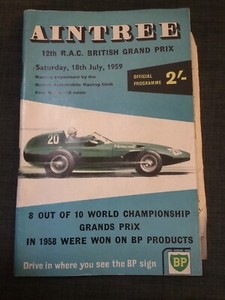 AINTREE
12th R.A.C. BRITISH GRAND PRIX
Saturday, 18th July, 1959
OFFICIAL
PROGRAMME
2/-
20
8 OUT OF 10 WORLD CHAMPIONSHIP
GRANDS PRIX
IN 1958 WERE WON ON BP PRODUCTS
Drive in where you see the BP sign
BP